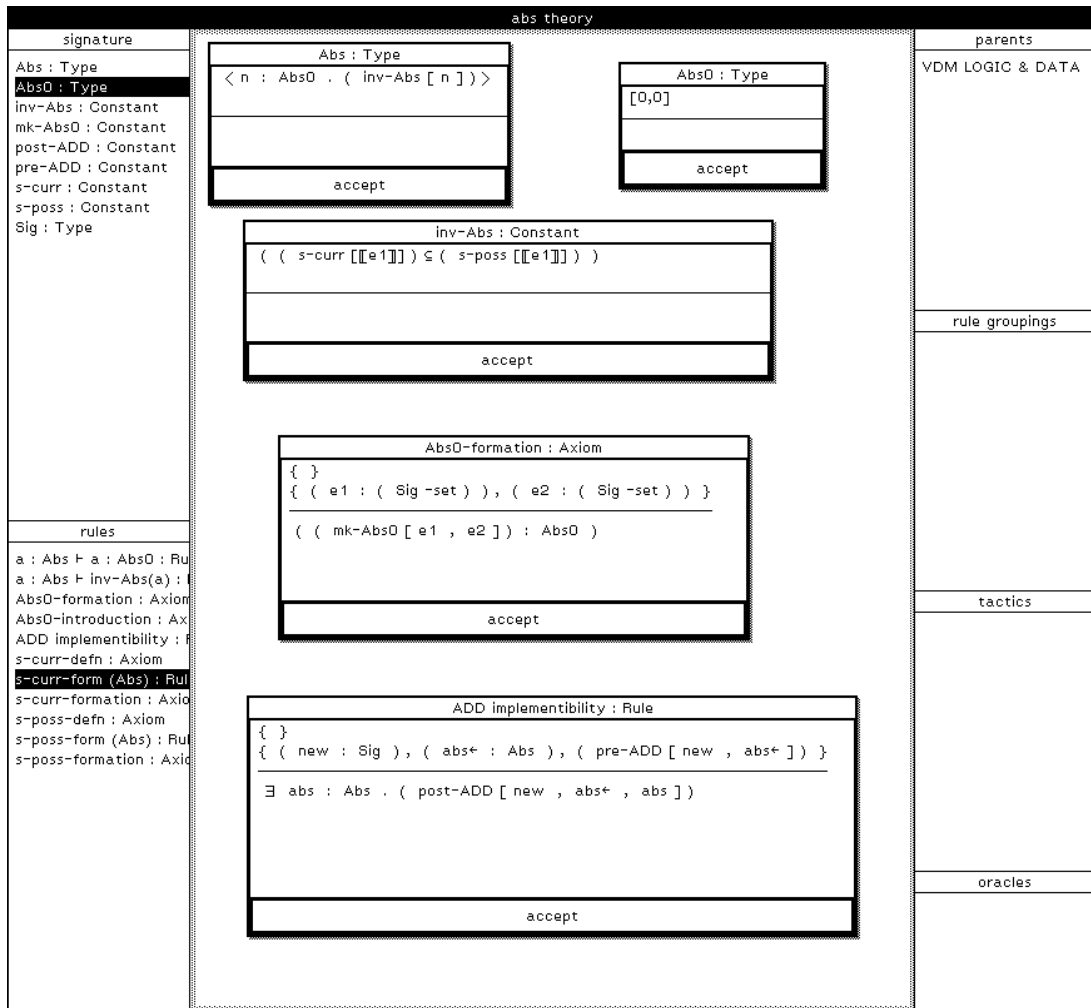 abs theory
signature
Abs : Type
Abs0 : Type
inv-Abs : Constant
mk-Abs0 : Constant
post-ADD : Constant
pre-ADD : Constant
s-curr : Constant
s-poss : Constant
Sig : Type
rules
a : Abs ⊢ a : Abs0 : Ru
a : Abs ⊢ inv-Abs(a) : 
Abs0-formation : Axiom
Abs0-introduction : Ax
ADD implementibility : R
s-curr-defn : Axiom
s-curr-form (Abs) : Rul
s-curr-formation : Axio
s-poss-defn : Axiom
s-poss-form (Abs) : Rul
s-poss-formation : Axio
Abs : Type
< n : Abs0 . ( inv-Abs [ n ] ) >
accept
Abs0 : Type
[0,0]
accept
inv-Abs : Constant
( ( s-curr [⟦e1⟧] ) ⊆ ( s-poss [⟦e1⟧] ) )
accept
Abs0-formation : Axiom
{ }
{ ( e1 : ( Sig -set ) ) , ( e2 : ( Sig -set ) ) }
( ( mk-Abs0 [ e1 , e2 ] ) : Abs0 )
accept
ADD implementibility : Rule
{ }
{ ( new : Sig ) , ( abs← : Abs ) , ( pre-ADD [ new , abs← ] ) }
∃ abs : Abs . ( post-ADD [ new , abs← , abs ] )
accept
parents
VDM LOGIC & DATA
rule groupings
tactics
oracles